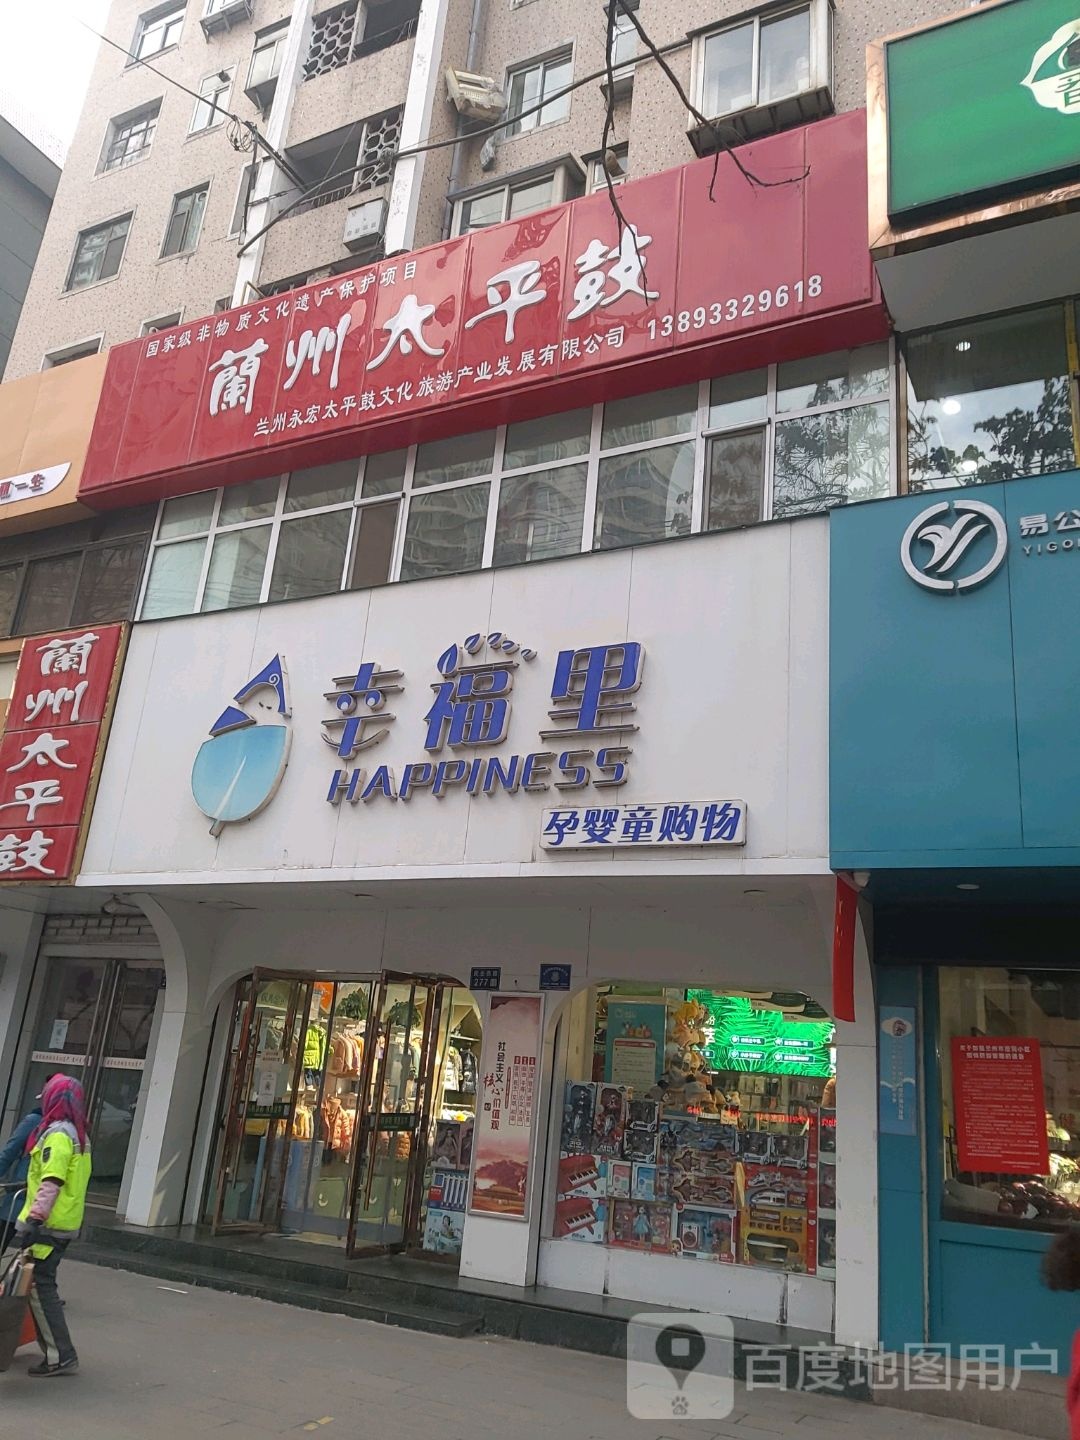 国家级非物质文化遗产保护项目
蘭州太平鼓
兰州永宏太平鼓文化旅游产业发展有限公司 13893329618
易公
YIGO
蘭州太平鼓
幸福里
HAPPINESS
孕婴童购物
277
社会主义
核心价值观
百度地图用户